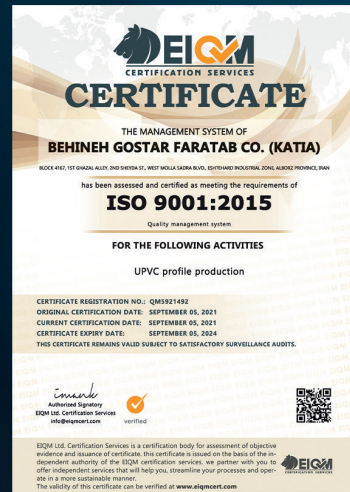 DEIQM
CERTIFICATION SERVICES
CERTIFICATE
THE MANAGEMENT SYSTEM OF
BEHINEH GOSTAR FARATAB CO. (KATIA)
BLOCK 4167, 1ST GHAZAL ALLEY, 2ND SHEYDA ST., WEST MOLLA SADRA BLVD., ESHTEHARD INDUSTRIAL ZONE, ALBORZ PROVINCE, IRAN
has been assessed and certified as meeting the requirements of
ISO 9001:2015
Quality management system
FOR THE FOLLOWING ACTIVITIES
UPVC profile production
CERTIFICATE REGISTRATION NO.: QM5921492
ORIGINAL CERTIFICATION DATE: SEPTEMBER 05, 2021
CURRENT CERTIFICATION DATE: SEPTEMBER 05, 2021
CERTIFICATE EXPIRY DATE: SEPTEMBER 05, 2024
THIS CERTIFICATE REMAINS VALID SUBJECT TO SATISFACTORY SURVEILLANCE AUDITS.
Authorized Signatory
EIQM Ltd. Certification Services
info@eiqmcert.com
verified
EIQM Ltd. Certification Services is a certification body for assessment of objective
evidence and issuance of certificate. this certificate is issued on the basis of the in-
dependent authority of the EIQM certification services. we partner with you to
offer independent services that will help you, streamline your processes and oper-
ate in a more sustainable manner.
The validity of this certificate can be verified at www.eiqmcert.com
EIQM
CERTIFICATION SERVICES